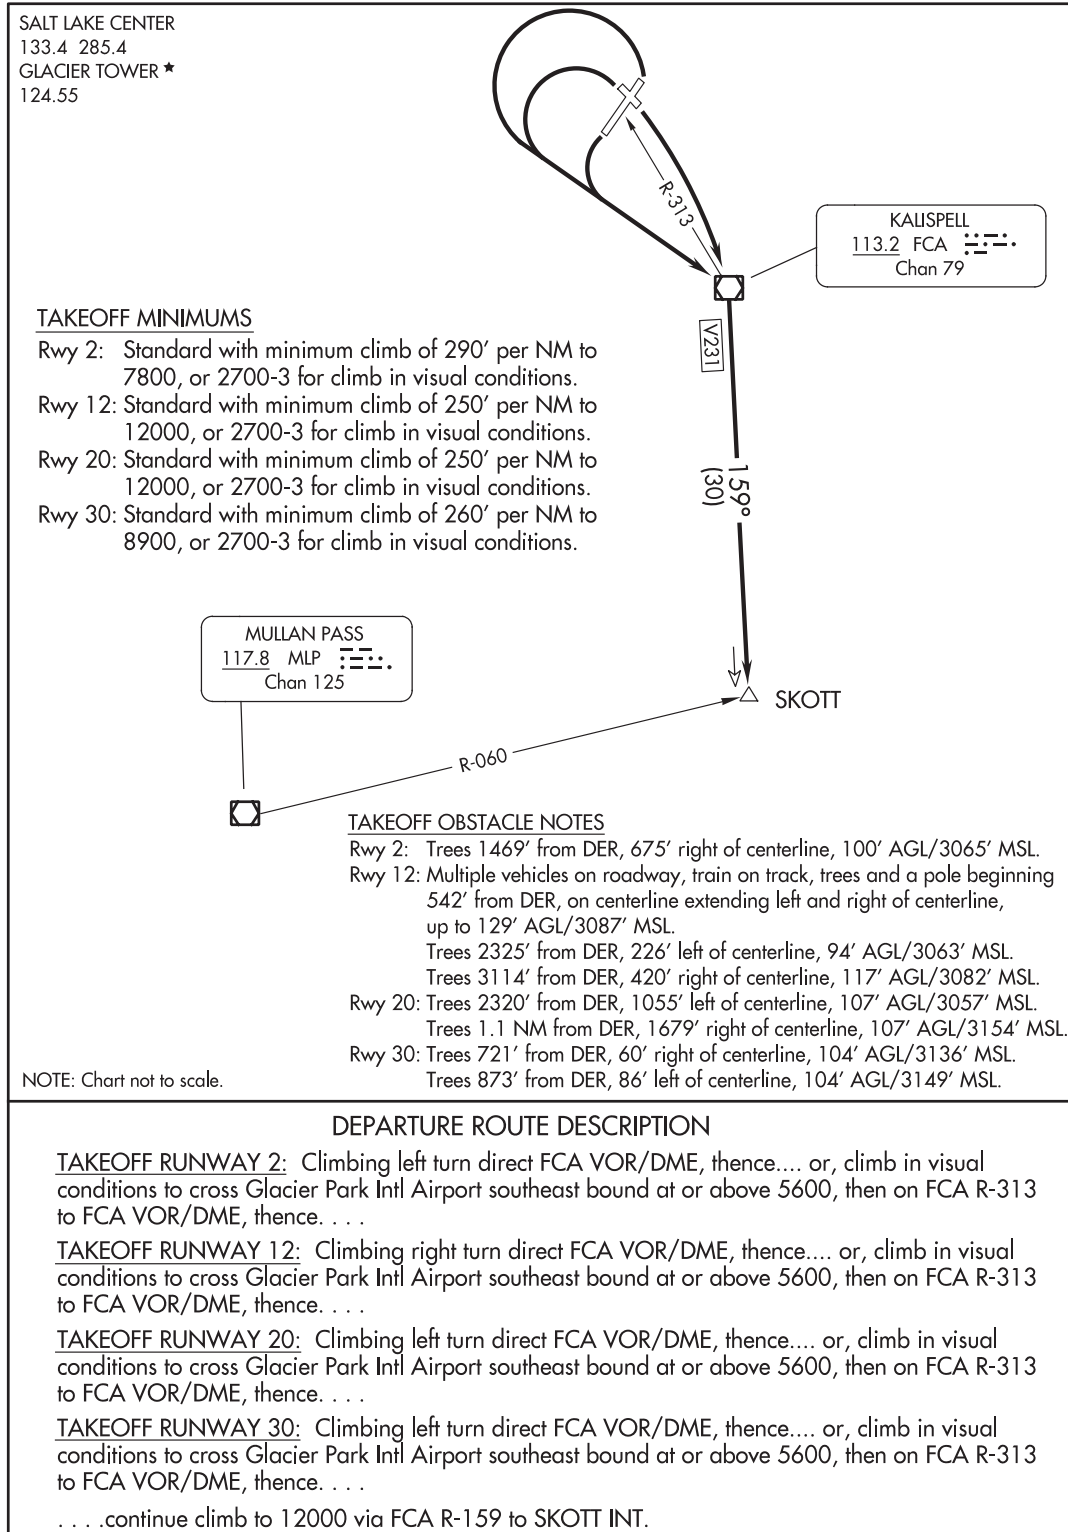 SALT LAKE CENTER
133.4 285.4
GLACIER TOWER ★
124.55
R-313
KALISPELL
113.2 FCA
Chan 79
V231
TAKEOFF MINIMUMS
Rwy 2: Standard with minimum climb of 290′ per NM to
7800, or 2700-3 for climb in visual conditions.
Rwy 12: Standard with minimum climb of 250′ per NM to
12000, or 2700-3 for climb in visual conditions.
Rwy 20: Standard with minimum climb of 250′ per NM to
12000, or 2700-3 for climb in visual conditions.
Rwy 30: Standard with minimum climb of 260′ per NM to
8900, or 2700-3 for climb in visual conditions.
159°
(30)
MULLAN PASS
117.8 MLP
Chan 125
SKOTT
R-060
TAKEOFF OBSTACLE NOTES
Rwy 2: Trees 1469′ from DER, 675′ right of centerline, 100′ AGL/3065′ MSL.
Rwy 12: Multiple vehicles on roadway, train on track, trees and a pole beginning
542′ from DER, on centerline extending left and right of centerline,
up to 129′ AGL/3087′ MSL.
Trees 2325′ from DER, 226′ left of centerline, 94′ AGL/3063′ MSL.
Trees 3114′ from DER, 420′ right of centerline, 117′ AGL/3082′ MSL.
Rwy 20: Trees 2320′ from DER, 1055′ left of centerline, 107′ AGL/3057′ MSL.
Trees 1.1 NM from DER, 1679′ right of centerline, 107′ AGL/3154′ MSL.
Rwy 30: Trees 721′ from DER, 60′ right of centerline, 104′ AGL/3136′ MSL.
Trees 873′ from DER, 86′ left of centerline, 104′ AGL/3149′ MSL.
NOTE: Chart not to scale.
DEPARTURE ROUTE DESCRIPTION
TAKEOFF RUNWAY 2: Climbing left turn direct FCA VOR/DME, thence.... or, climb in visual
conditions to cross Glacier Park Intl Airport southeast bound at or above 5600, then on FCA R-313
to FCA VOR/DME, thence. . . .
TAKEOFF RUNWAY 12: Climbing right turn direct FCA VOR/DME, thence.... or, climb in visual
conditions to cross Glacier Park Intl Airport southeast bound at or above 5600, then on FCA R-313
to FCA VOR/DME, thence. . . .
TAKEOFF RUNWAY 20: Climbing left turn direct FCA VOR/DME, thence.... or, climb in visual
conditions to cross Glacier Park Intl Airport southeast bound at or above 5600, then on FCA R-313
to FCA VOR/DME, thence. . . .
TAKEOFF RUNWAY 30: Climbing left turn direct FCA VOR/DME, thence.... or, climb in visual
conditions to cross Glacier Park Intl Airport southeast bound at or above 5600, then on FCA R-313
to FCA VOR/DME, thence. . . .
. . . .continue climb to 12000 via FCA R-159 to SKOTT INT.